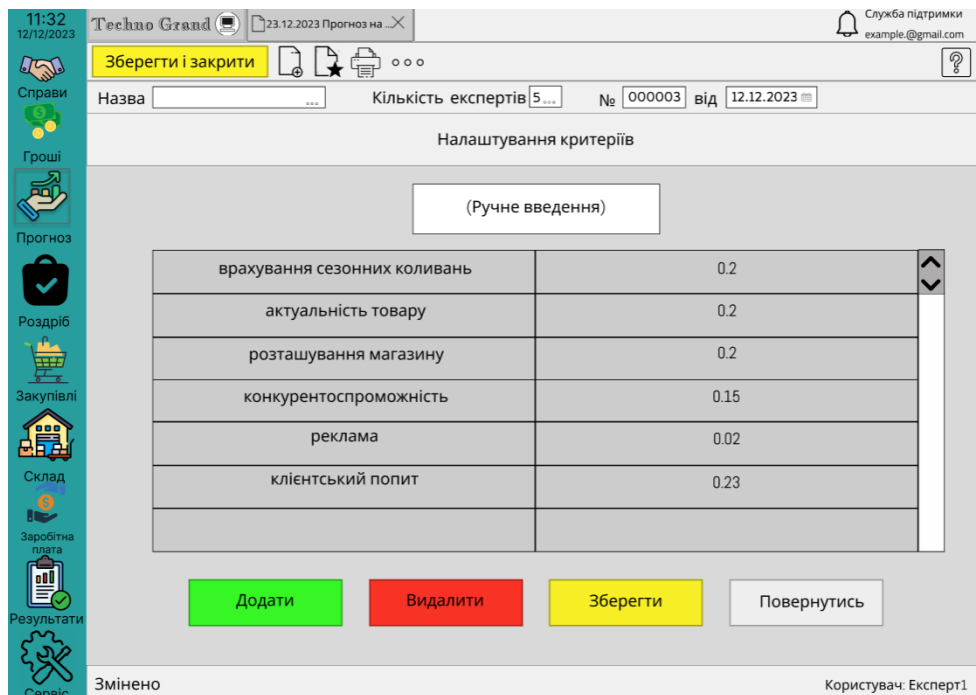 11:32
12/12/2023
Techno Grand
23.12.2023 Прогноз на ...
Служба підтримки
example.@gmail.com
Зберегти і закрити
Справи
Назва ...
Кількість експертів 5...
№ 000003 від 12.12.2023
Гроші
Налаштування критеріїв
Прогноз
(Ручне введення)
врахування сезонних коливань 0.2
актуальність товару 0.2
розташування магазину 0.2
конкурентоспроможність 0.15
реклама 0.02
клієнтський попит 0.23
Роздріб
Закупівлі
Склад
Заробітна
плата
Результати
Сервіс
Додати
Видалити
Зберегти
Повернутись
Змінено
Користувач: Експерт1